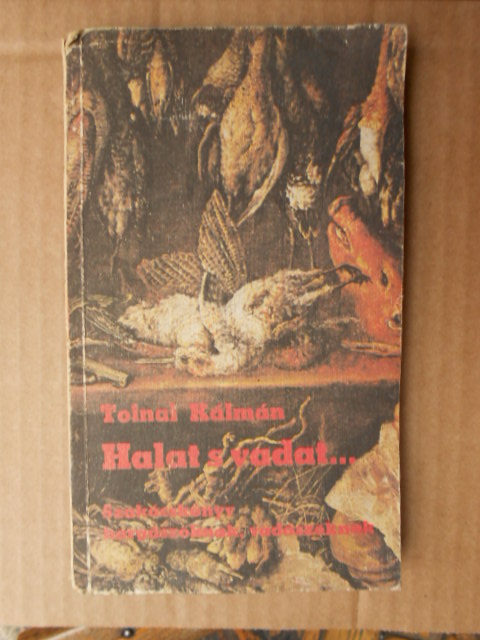 Tolnai Kálmán
Halat s vadat...
Szakácskönyv
horgászoknak, vadászoknak